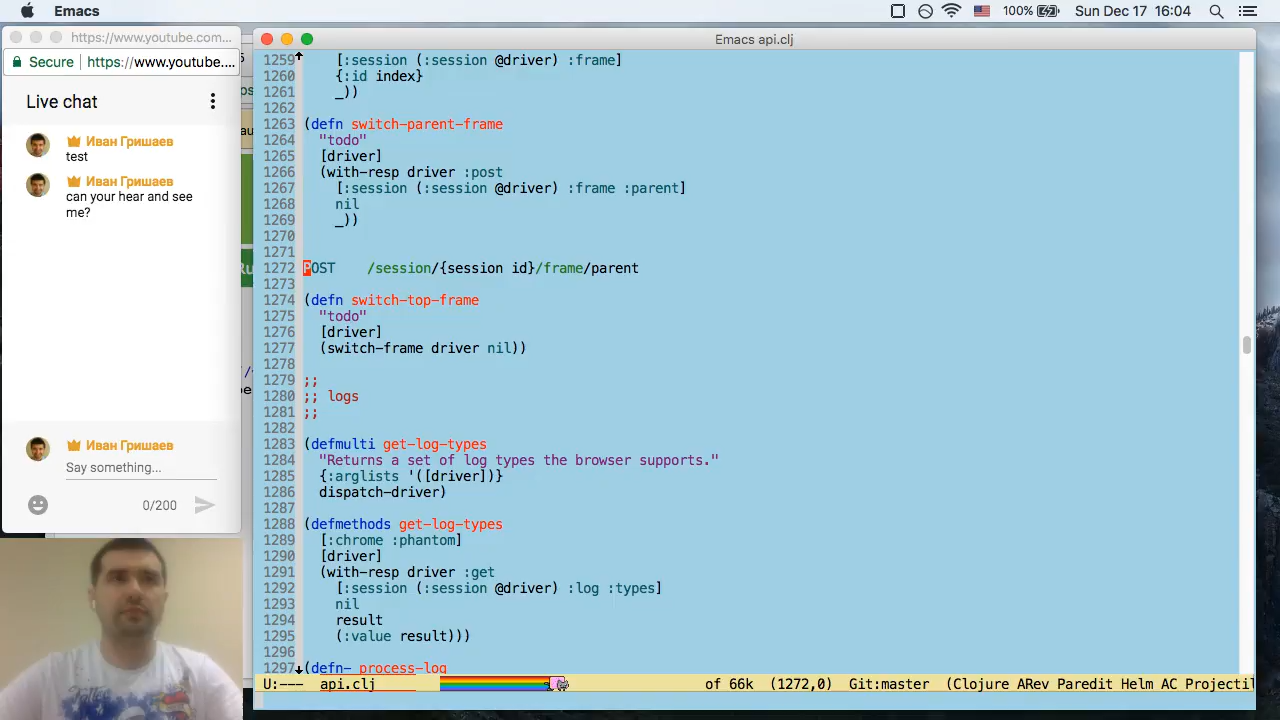 Emacs
100%
Sun Dec 17 16:04
https://www.youtube.com...
Secure
https://www.youtube....
Live chat
Иван Гришаев
test
Иван Гришаев
can your hear and see
me?
Иван Гришаев
Say something...
0/200
Emacs api.clj
1259 [:session (:session @driver) :frame]
1260 {:id index}
1261 _))
1262
1263 (defn switch-parent-frame
1264 "todo"
1265 [driver]
1266 (with-resp driver :post
1267 [:session (:session @driver) :frame :parent]
1268 nil
1269 _))
1270
1271
1272 POST /session/{session id}/frame/parent
1273
1274 (defn switch-top-frame
1275 "todo"
1276 [driver]
1277 (switch-frame driver nil))
1278
1279 ;;
1280 ;; logs
1281 ;;
1282
1283 (defmulti get-log-types
1284 "Returns a set of log types the browser supports."
1285 {:arglists '([driver])}
1286 dispatch-driver)
1287
1288 (defmethods get-log-types
1289 [:chrome :phantom]
1290 [driver]
1291 (with-resp driver :get
1292 [:session (:session @driver) :log :types]
1293 nil
1294 result
1295 (:value result)))
1296
1297 (defn- process-log
U:--- api.clj of 66k (1272,0) Git:master (Clojure ARev Paredit Helm AC Projectil